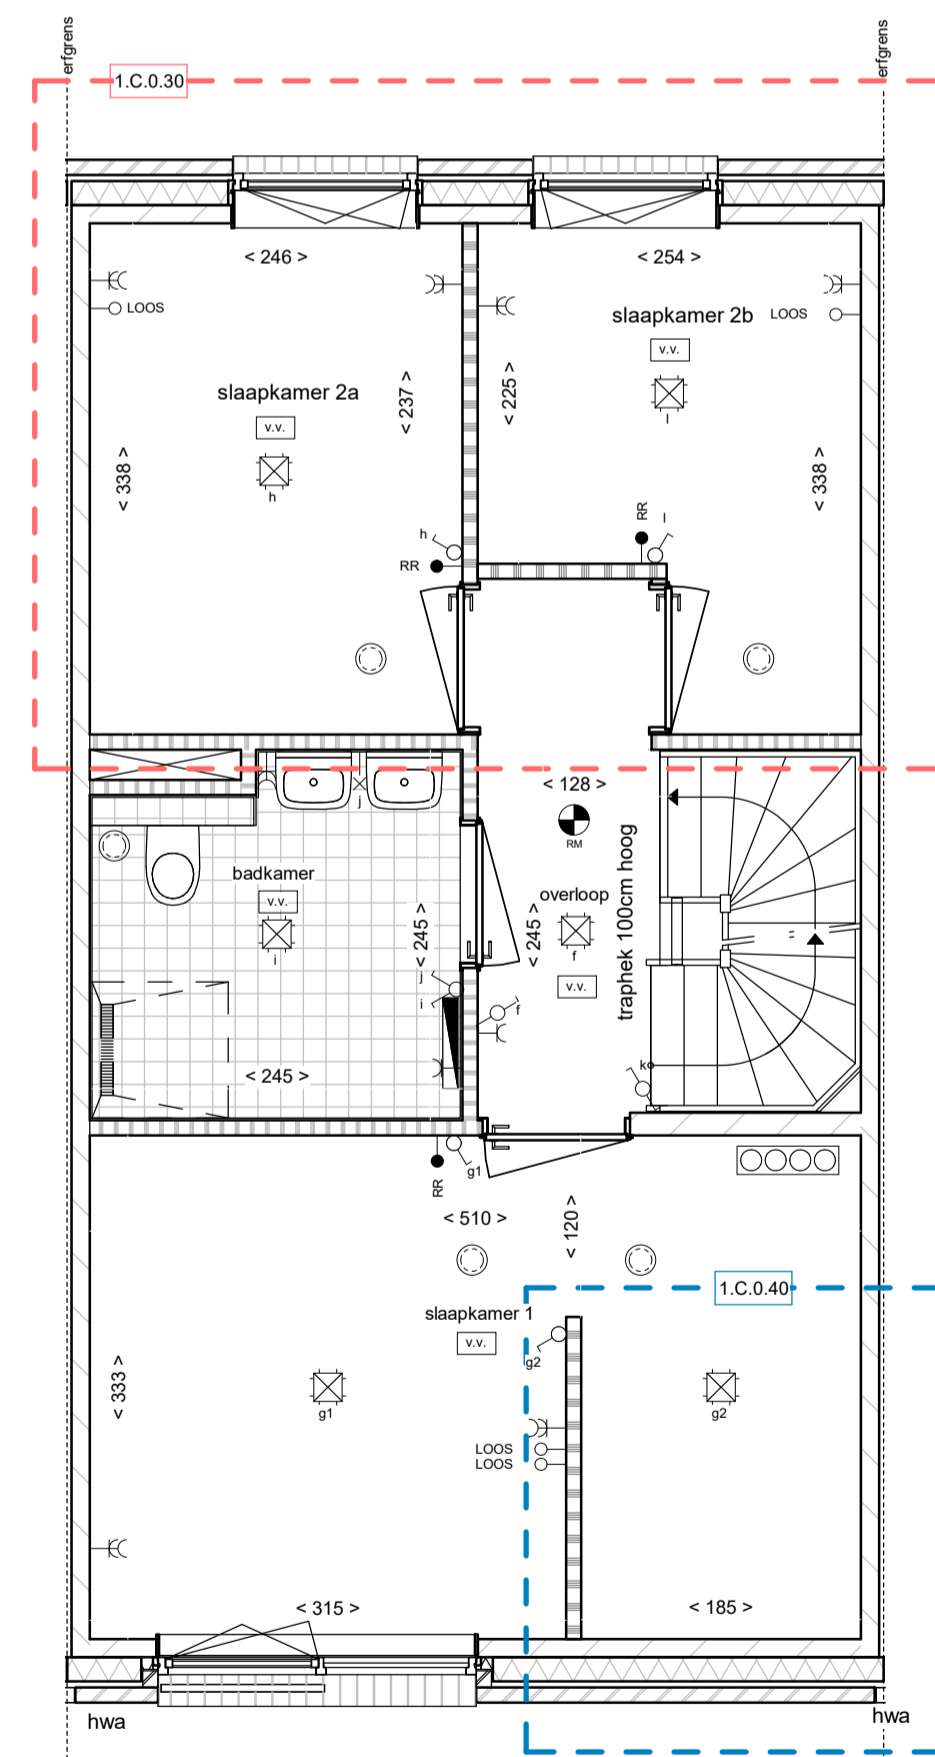 erfgrens
erfgrens
1.C.0.30
< 246 >
< 254 >
LOOS
slaapkamer 2b
LOOS
v.v.
slaapkamer 2a
< 237 >
< 225 >
l
v.v.
< 338 >
< 338 >
h
RR
l
h
RR
< 128 >
j
RM
traphek 100cm hoog
badkamer
overloop
v.v.
< 245 >
< 245 >
i
f
j
v.v.
i
f
k
< 245 >
g1
RR
< 510 >
< 120 >
1.C.0.40
slaapkamer 1
v.v.
g2
< 333 >
g1
g2
LOOS
LOOS
< 315 >
< 185 >
hwa
hwa